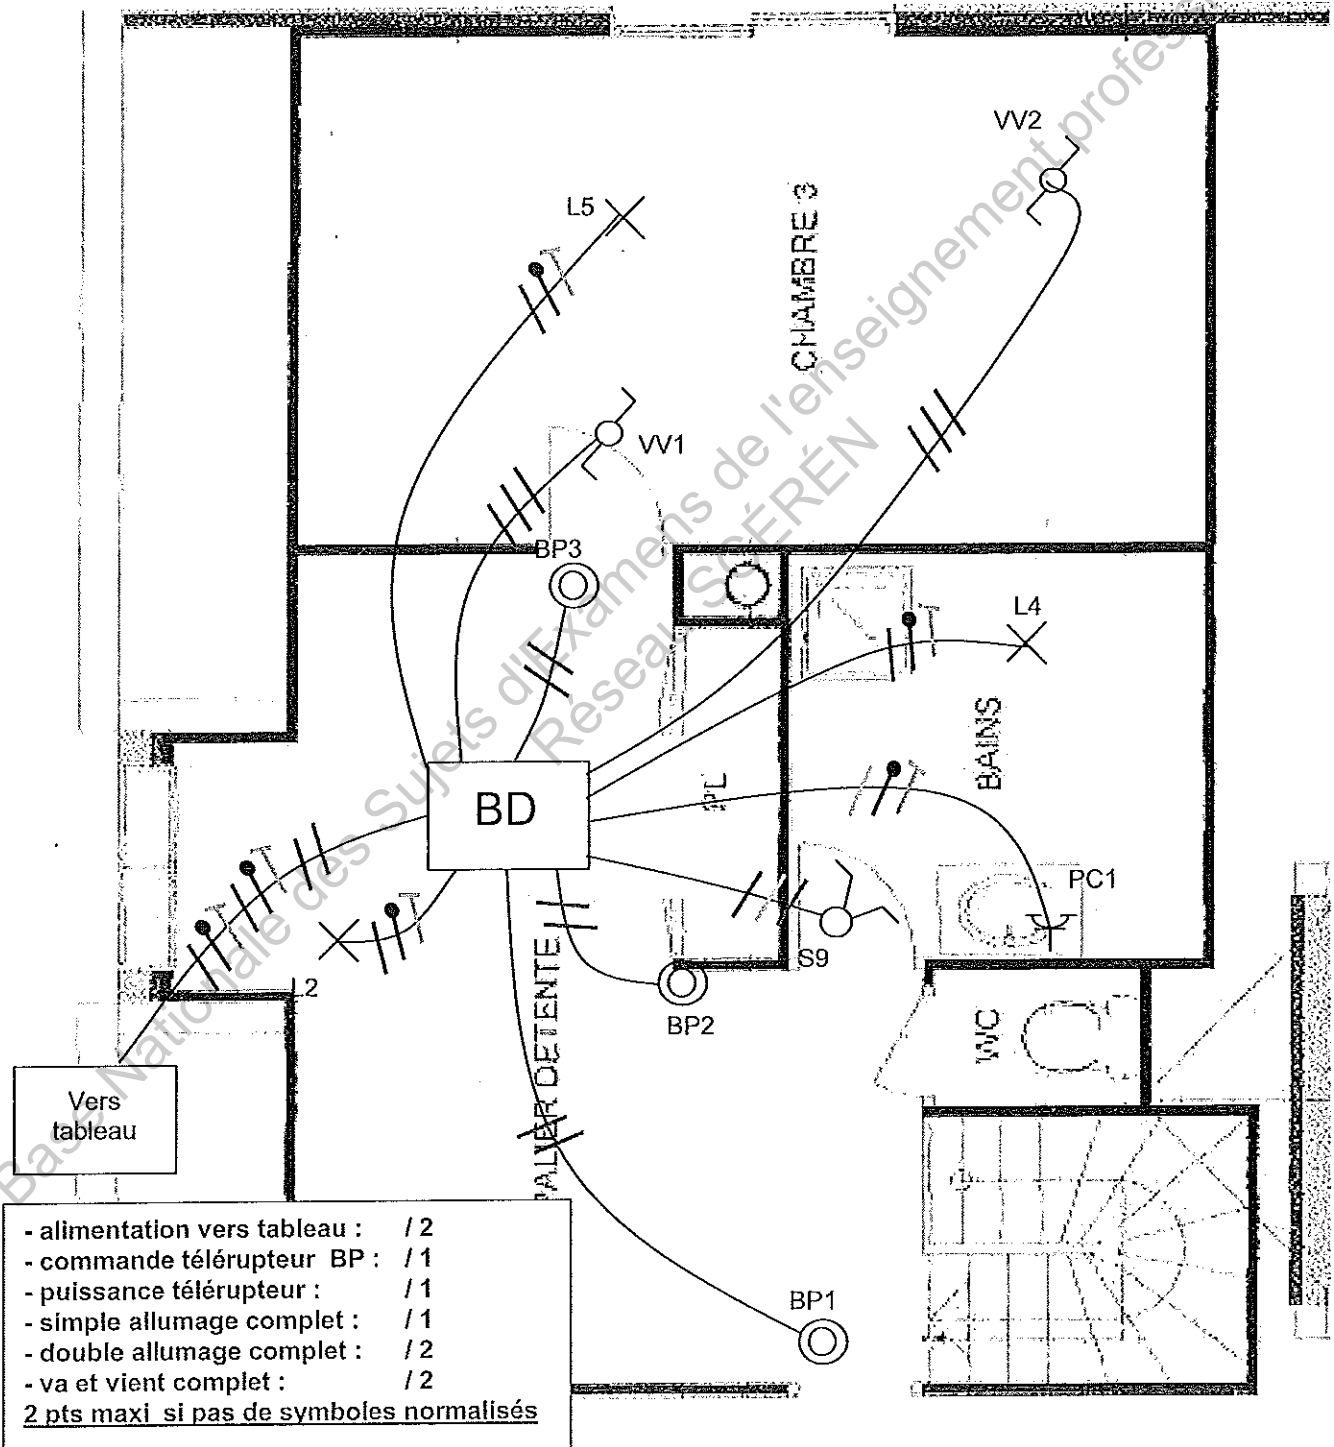 VV2
L5
CHAMBRE 3
VV1
BP3
L4
BAINS
BD
PL
PC1
S9
2
BP2
WC
PALIER DETENTE
Vers
tableau
BP1
- alimentation vers tableau : / 2
- commande télérupteur BP : / 1
- puissance télérupteur : / 1
- simple allumage complet : / 1
- double allumage complet : / 2
- va et vient complet : / 2
2 pts maxi si pas de symboles normalisés
Base Nationale des Sujets d'Examens de l'enseignement profes
Réseau SCÉRÉN